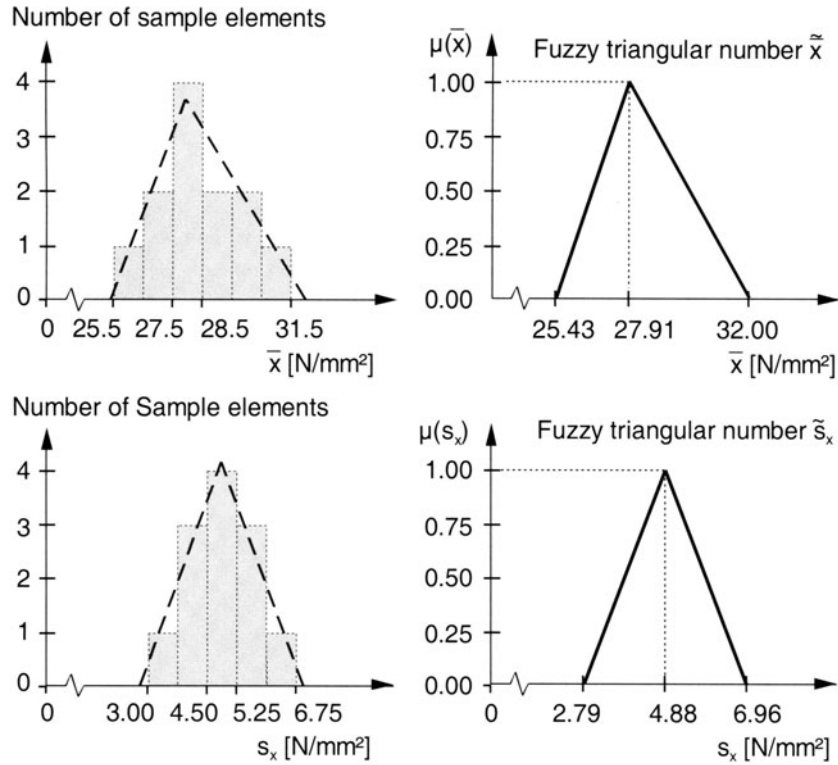 Number of sample elements
4
3
2
1
0
0 25.5 27.5 28.5 31.5
x̅ [N/mm²]
μ(x̅) Fuzzy triangular number x̅̃
1.00
0.75
0.50
0.25
0.00
25.43 27.91 32.00
x̅ [N/mm²]
Number of Sample elements
4
3
2
1
0
0 3.00 4.50 5.25 6.75
sₓ [N/mm²]
μ(sₓ) Fuzzy triangular number s̃ₓ
1.00
0.75
0.50
0.25
0.00
0 2.79 4.88 6.96
sₓ [N/mm²]